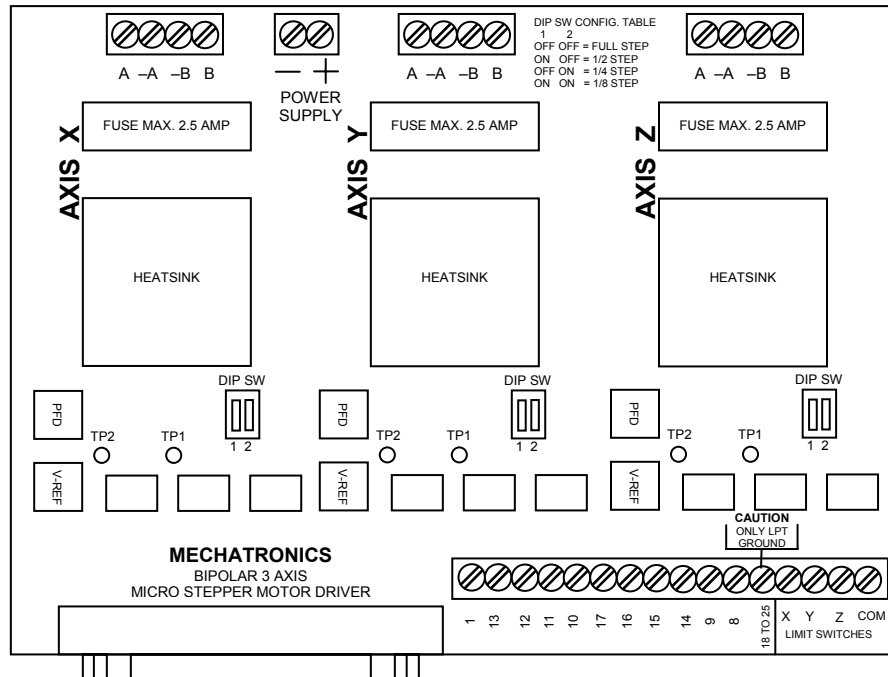 DIP SW CONFIG. TABLE
1 2
OFF OFF = FULL STEP
ON OFF = 1/2 STEP
OFF ON = 1/4 STEP
ON ON = 1/8 STEP
A –A –B B
– +
POWER
SUPPLY
A –A –B B
A –A –B B
AXIS X
FUSE MAX. 2.5 AMP
AXIS Y
FUSE MAX. 2.5 AMP
AXIS Z
FUSE MAX. 2.5 AMP
HEATSINK
HEATSINK
HEATSINK
DIP SW
DIP SW
DIP SW
PFD
PFD
PFD
1 2
1 2
1 2
TP2 TP1
TP2 TP1
TP2 TP1
V-REF
V-REF
V-REF
CAUTION
ONLY LPT
GROUND
MECHATRONICS
BIPOLAR 3 AXIS
MICRO STEPPER MOTOR DRIVER
1 13 12 11 10 17 16 15 14 9 8 18 TO 25 X Y Z COM
LIMIT SWITCHES